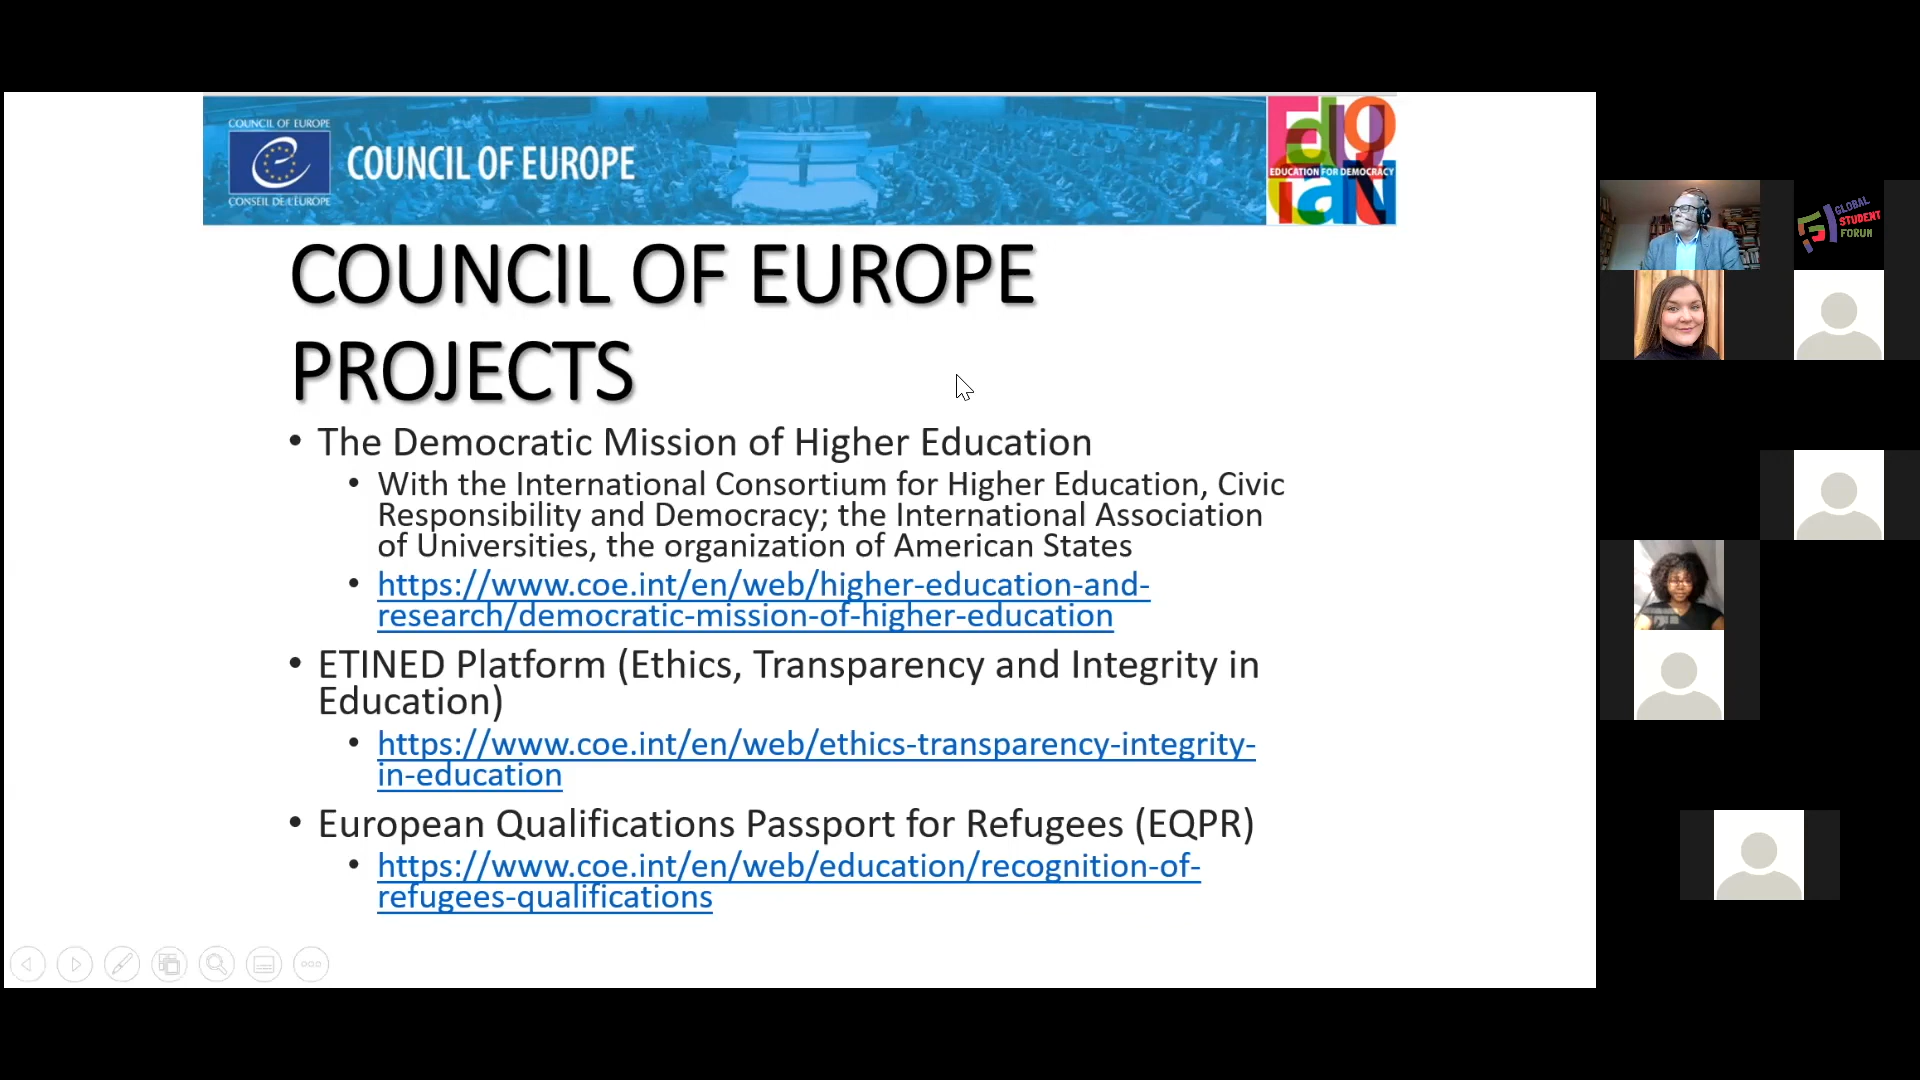 COUNCIL OF EUROPE
COUNCIL OF EUROPE
CONSEIL DE L'EUROPE
EDUCATION FOR DEMOCRACY
GLOBAL
STUDENT
FORUM
COUNCIL OF EUROPE
PROJECTS
• The Democratic Mission of Higher Education
• With the International Consortium for Higher Education, Civic
Responsibility and Democracy; the International Association
of Universities, the organization of American States
• https://www.coe.int/en/web/higher-education-and-
research/democratic-mission-of-higher-education
• ETINED Platform (Ethics, Transparency and Integrity in
Education)
• https://www.coe.int/en/web/ethics-transparency-integrity-
in-education
• European Qualifications Passport for Refugees (EQPR)
• https://www.coe.int/en/web/education/recognition-of-
refugees-qualifications